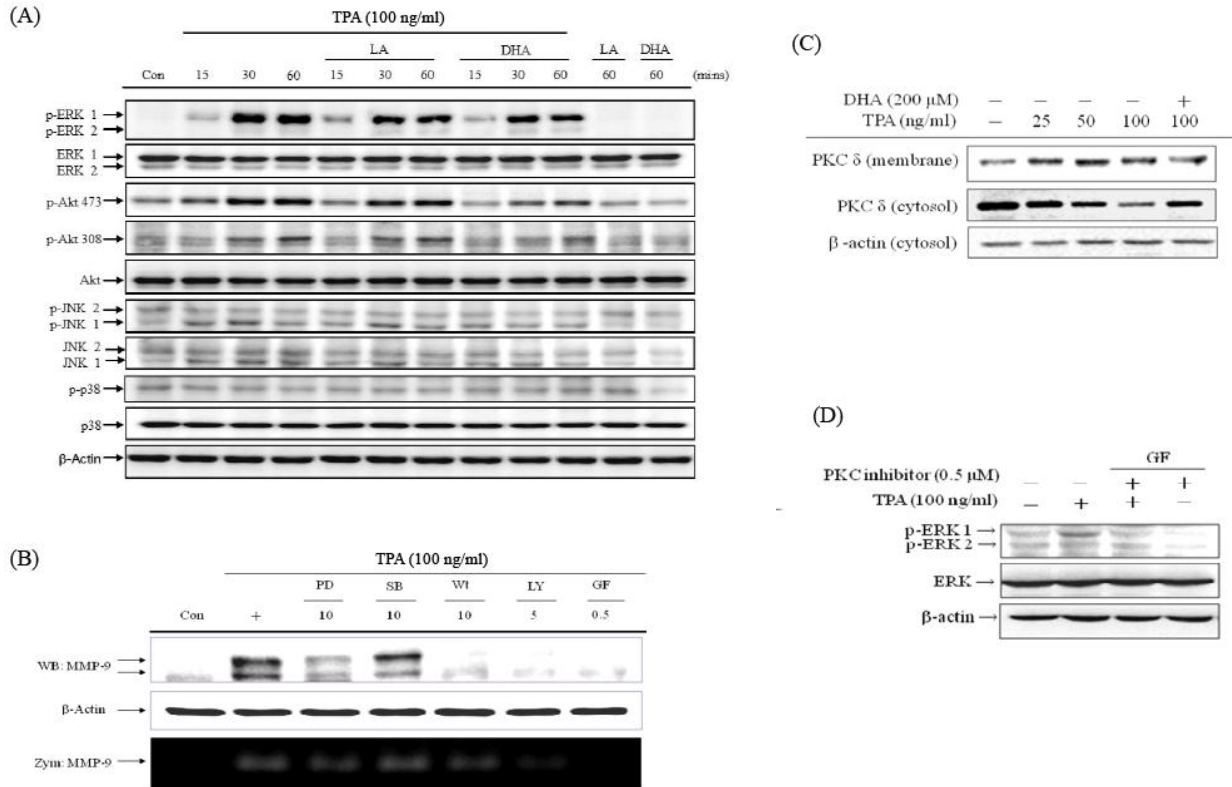 (A)
TPA (100 ng/ml)
LA DHA LA DHA
Con 15 30 60 15 30 60 15 30 60 60 60 (mins)
p-ERK 1
p-ERK 2
ERK 1
ERK 2
p-Akt 473
p-Akt 308
Akt
p-JNK 2
p-JNK 1
JNK 2
JNK 1
p-p38
p38
β-Actin
(B)
TPA (100 ng/ml)
PD SB Wt LY GF
Con + 10 10 10 5 0.5
WB: MMP-9
β-Actin
Zym: MMP-9
(C)
DHA (200 μM) – – – – +
TPA (ng/ml) – 25 50 100 100
PKC δ (membrane)
PKC δ (cytosol)
β-actin (cytosol)
(D)
GF
PKC inhibitor (0.5 μM) – – + +
TPA (100 ng/ml) – + + –
p-ERK 1
p-ERK 2
ERK
β-actin